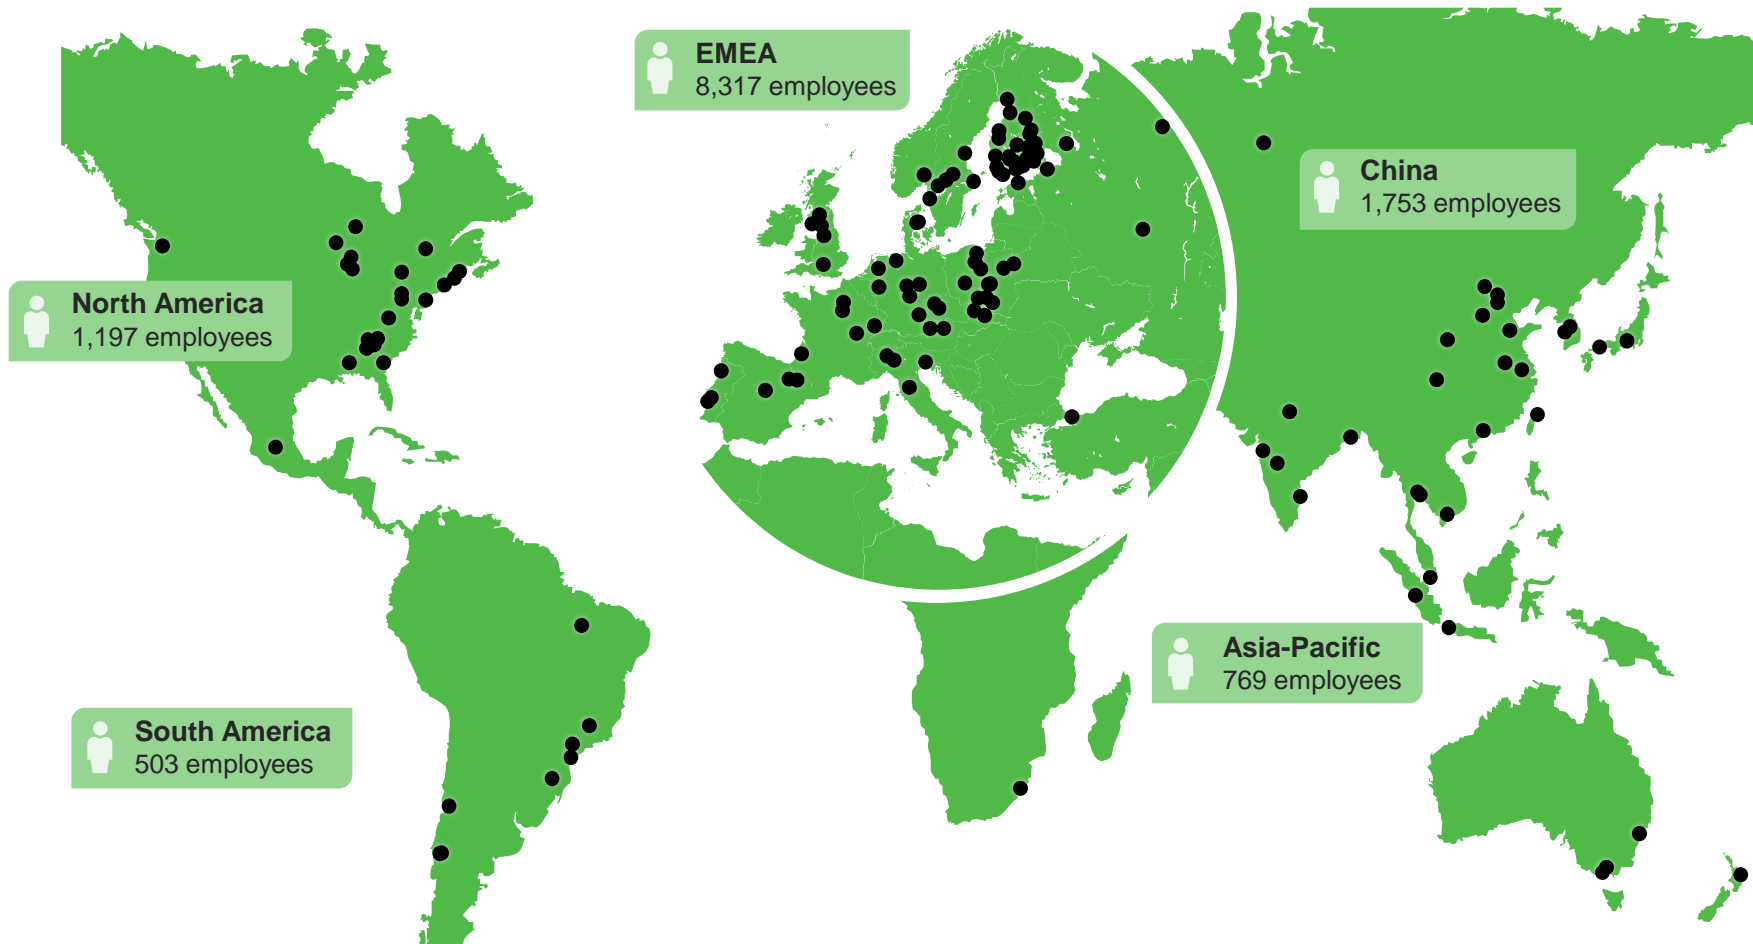 EMEA
8,317 employees
China
1,753 employees
North America
1,197 employees
Asia-Pacific
769 employees
South America
503 employees